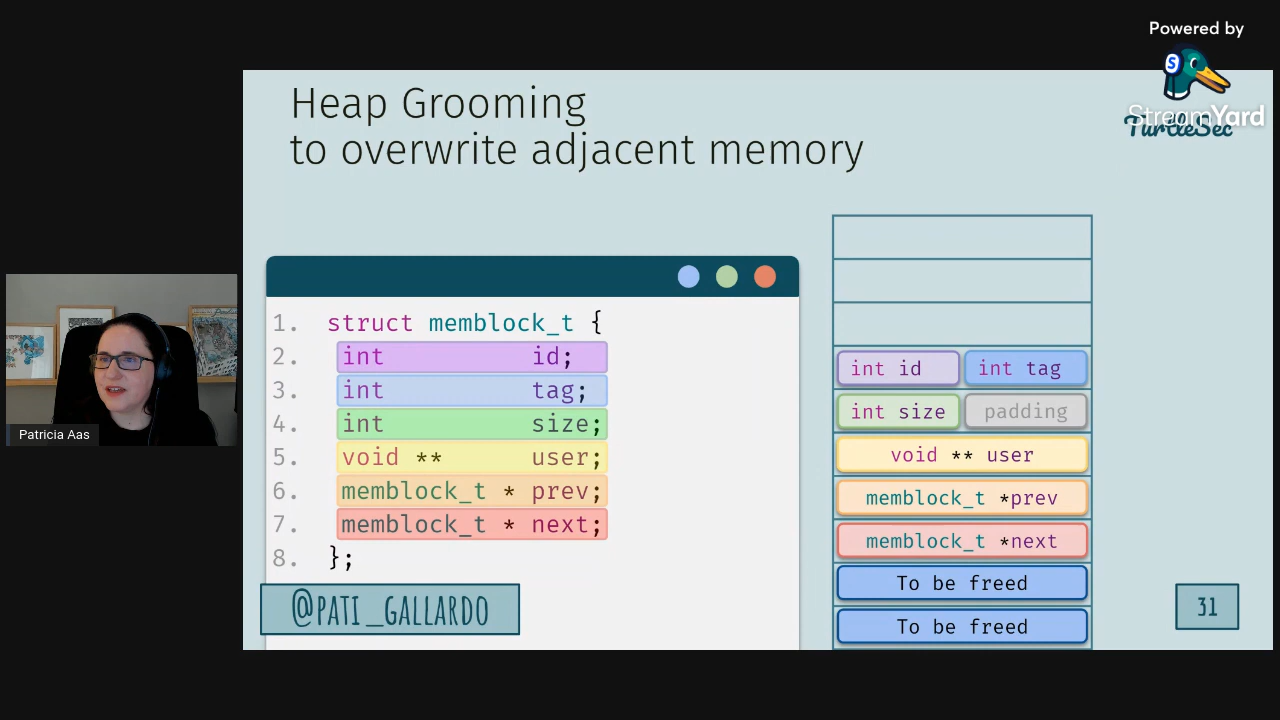 Powered by
StreamYard
TurtleSec
Heap Grooming
to overwrite adjacent memory
1. struct memblock_t {
2. int id;
3. int tag;
4. int size;
5. void ** user;
6. memblock_t * prev;
7. memblock_t * next;
8. };
int id int tag
int size padding
void ** user
memblock_t *prev
memblock_t *next
To be freed
To be freed
@PATI_GALLARDO
31
Patricia Aas